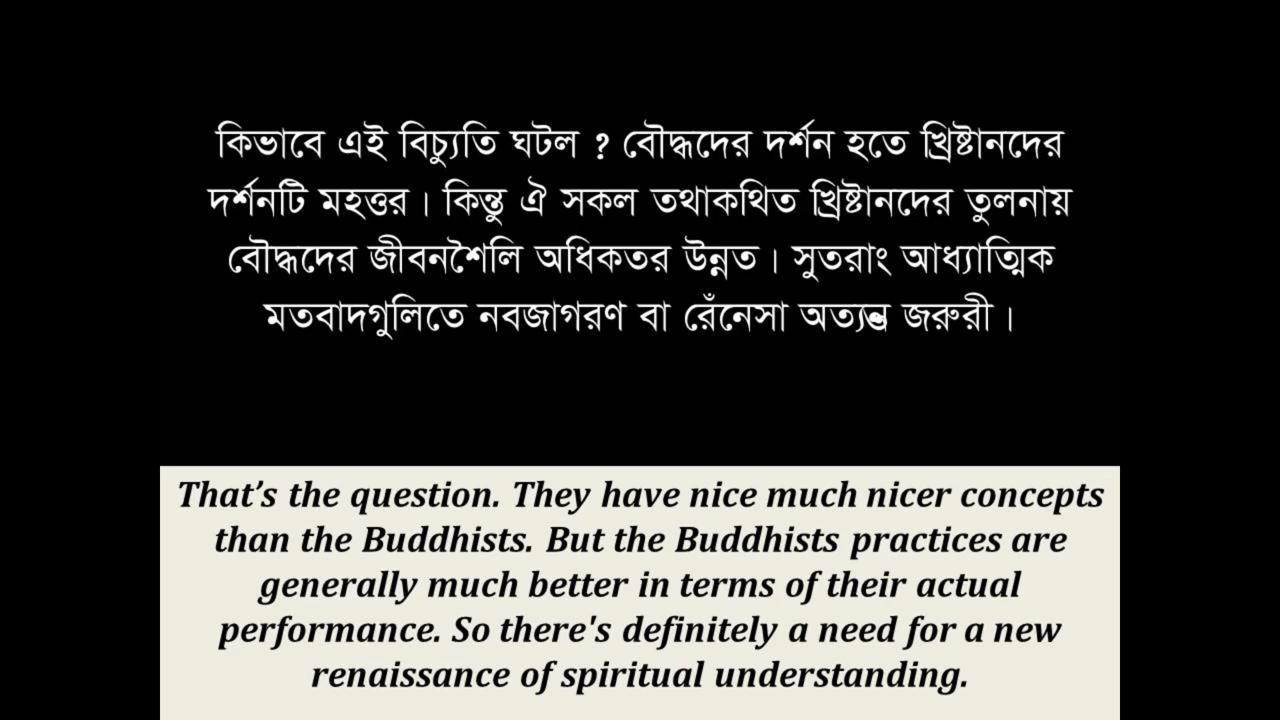 কিভাবে এই বিচ্যুতি ঘটল ? বৌদ্ধদের দর্শন হতে খ্রিষ্টানদের
দর্শনটি মহত্তর। কিন্তু ঐ সকল তথাকথিত খ্রিষ্টানদের তুলনায়
বৌদ্ধদের জীবনশৈলি অধিকতর উন্নত। সুতরাং আধ্যাত্মিক
মতবাদগুলিতে নবজাগরণ বা রেঁনেসা অত্যন্ত জরুরী।
That's the question. They have nice much nicer concepts
than the Buddhists. But the Buddhists practices are
generally much better in terms of their actual
performance. So there's definitely a need for a new
renaissance of spiritual understanding.